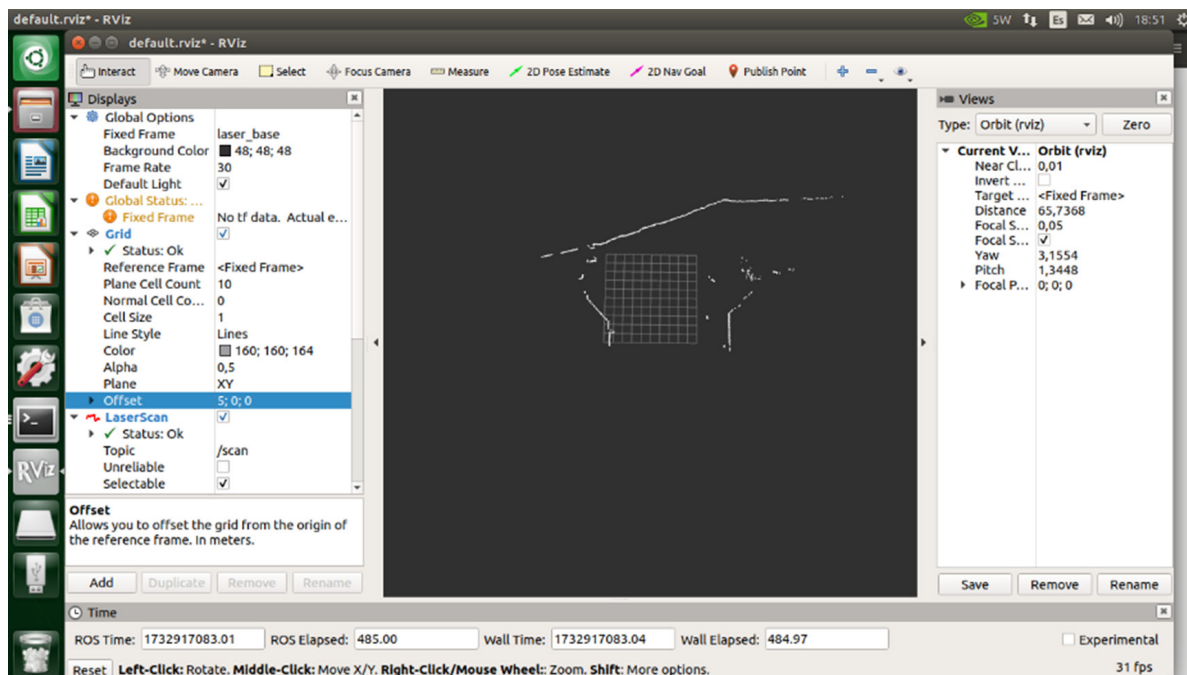 default.rviz* - RViz
5W Es 18:51
default.rviz* - RViz
Interact Move Camera Select Focus Camera Measure 2D Pose Estimate 2D Nav Goal Publish Point
Displays
Global Options
Fixed Frame laser_base
Background Color 48; 48; 48
Frame Rate 30
Default Light
Global Status: ...
Fixed Frame No tf data. Actual e...
Grid
Status: Ok
Reference Frame <Fixed Frame>
Plane Cell Count 10
Normal Cell Co... 0
Cell Size 1
Line Style Lines
Color 160; 160; 164
Alpha 0,5
Plane XY
Offset 5; 0; 0
LaserScan
Status: Ok
Topic /scan
Unreliable
Selectable
Offset
Allows you to offset the grid from the origin of
the reference frame. In meters.
Add Duplicate Remove Rename
Views
Type: Orbit (rviz) Zero
Current V... Orbit (rviz)
Near Cl... 0,01
Invert ...
Target ... <Fixed Frame>
Distance 65,7368
Focal S... 0,05
Focal S...
Yaw 3,1554
Pitch 1,3448
Focal P... 0; 0; 0
Save Remove Rename
Time
ROS Time: 1732917083.01 ROS Elapsed: 485.00 Wall Time: 1732917083.04 Wall Elapsed: 484.97 Experimental
Reset Left-Click: Rotate. Middle-Click: Move X/Y. Right-Click/Mouse Wheel:: Zoom. Shift: More options. 31 fps
RViz